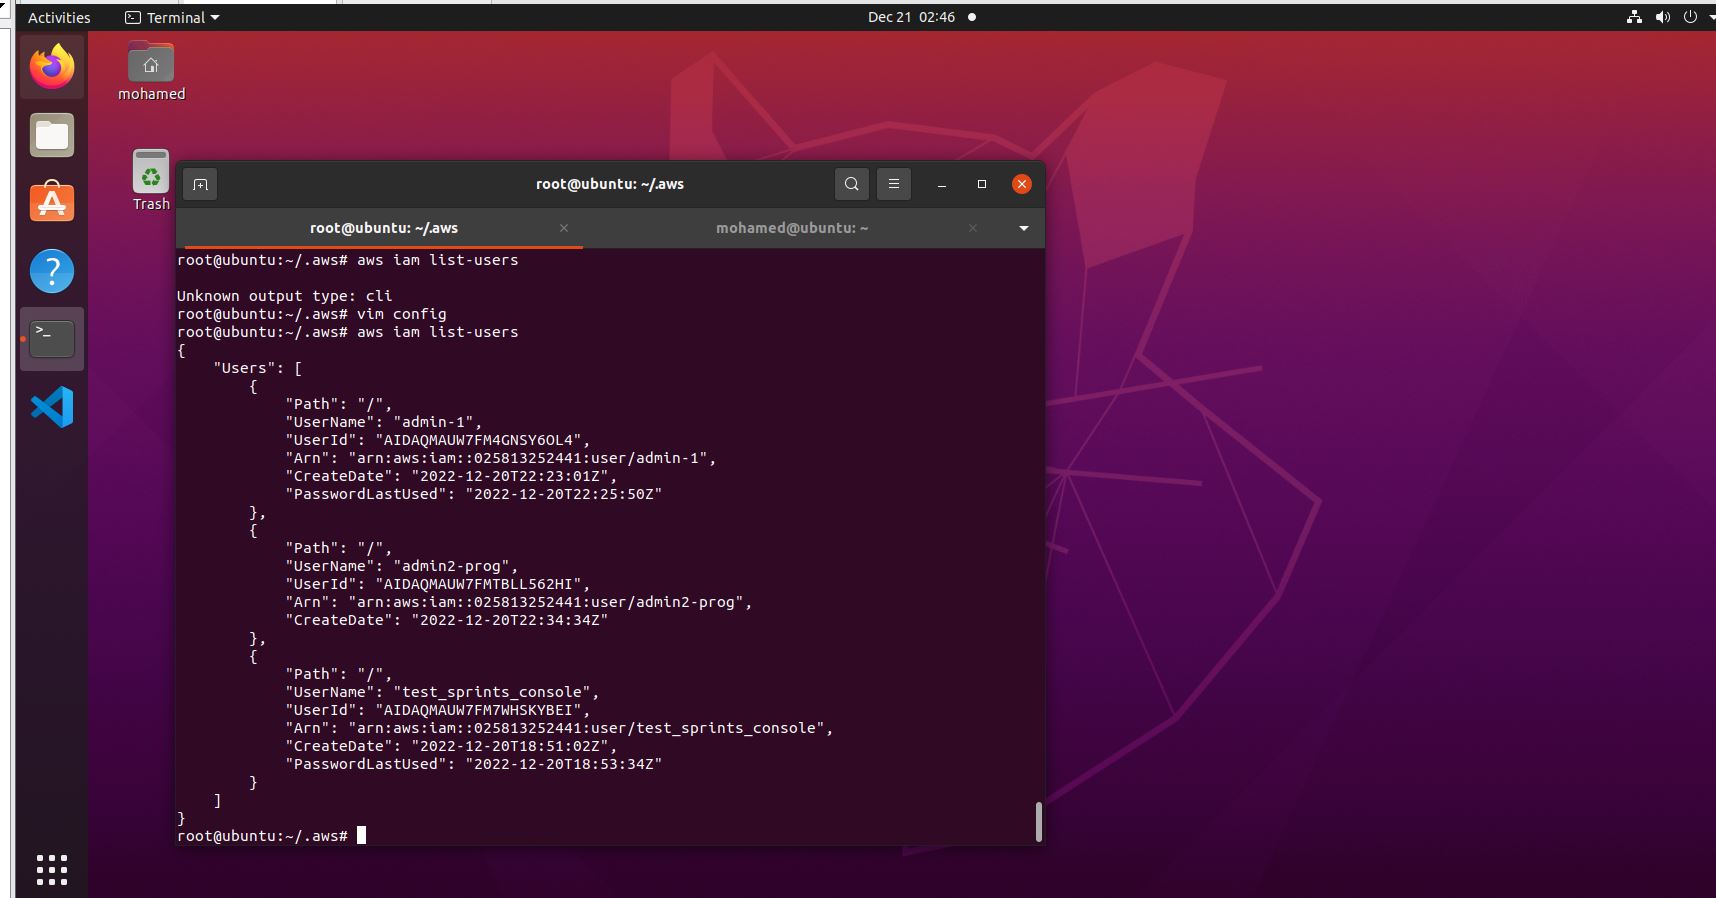 Activities
Terminal
Dec 21 02:46
mohamed
Trash
root@ubuntu: ~/.aws
root@ubuntu: ~/.aws
mohamed@ubuntu: ~
root@ubuntu:~/.aws# aws iam list-users
Unknown output type: cli
root@ubuntu:~/.aws# vim config
root@ubuntu:~/.aws# aws iam list-users
{
    "Users": [
        {
            "Path": "/",
            "UserName": "admin-1",
            "UserId": "AIDAQMAUW7FM4GNSY6OL4",
            "Arn": "arn:aws:iam::025813252441:user/admin-1",
            "CreateDate": "2022-12-20T22:23:01Z",
            "PasswordLastUsed": "2022-12-20T22:25:50Z"
        },
        {
            "Path": "/",
            "UserName": "admin2-prog",
            "UserId": "AIDAQMAUW7FMTBLL562HI",
            "Arn": "arn:aws:iam::025813252441:user/admin2-prog",
            "CreateDate": "2022-12-20T22:34:34Z"
        },
        {
            "Path": "/",
            "UserName": "test_sprints_console",
            "UserId": "AIDAQMAUW7FM7WHSKYBEI",
            "Arn": "arn:aws:iam::025813252441:user/test_sprints_console",
            "CreateDate": "2022-12-20T18:51:02Z",
            "PasswordLastUsed": "2022-12-20T18:53:34Z"
        }
    ]
}
root@ubuntu:~/.aws#